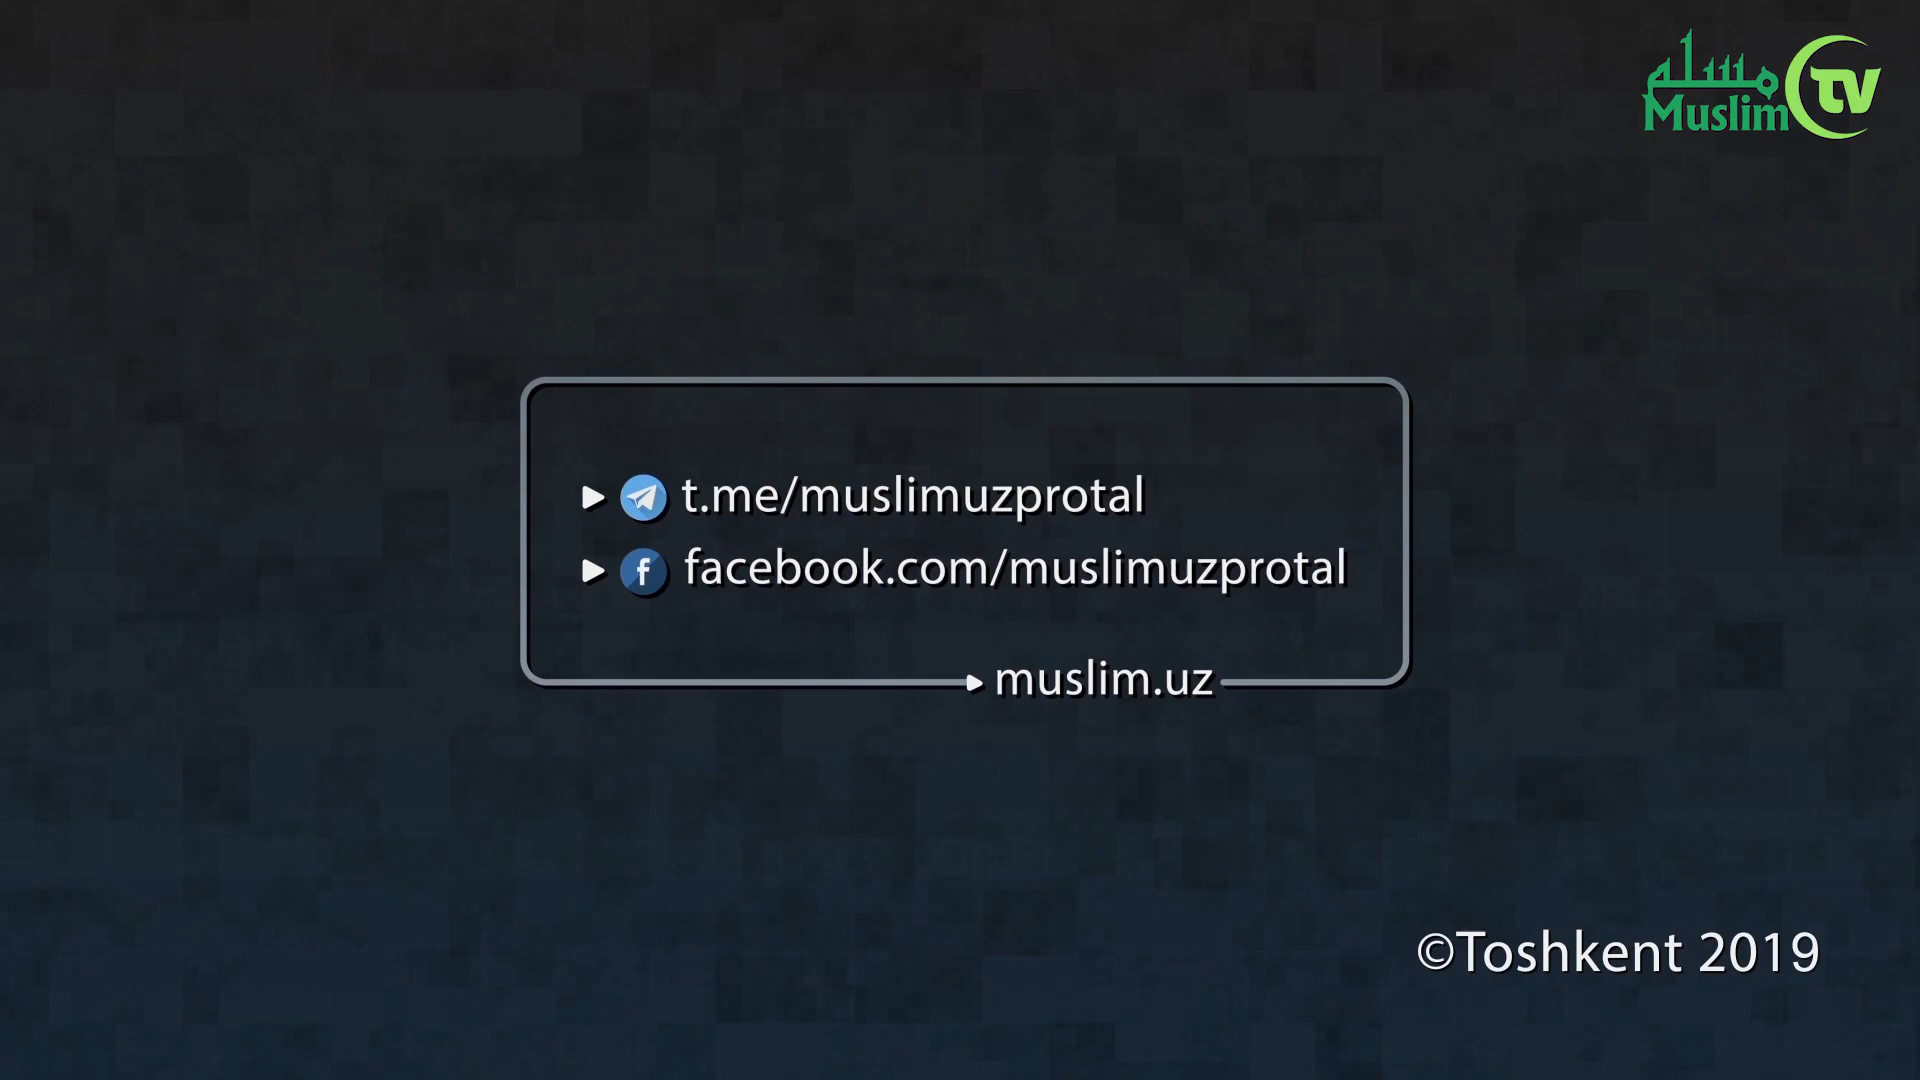 مسلم
Muslim TV
t.me/muslimuzprotal
facebook.com/muslimuzprotal
muslim.uz
©Toshkent 2019